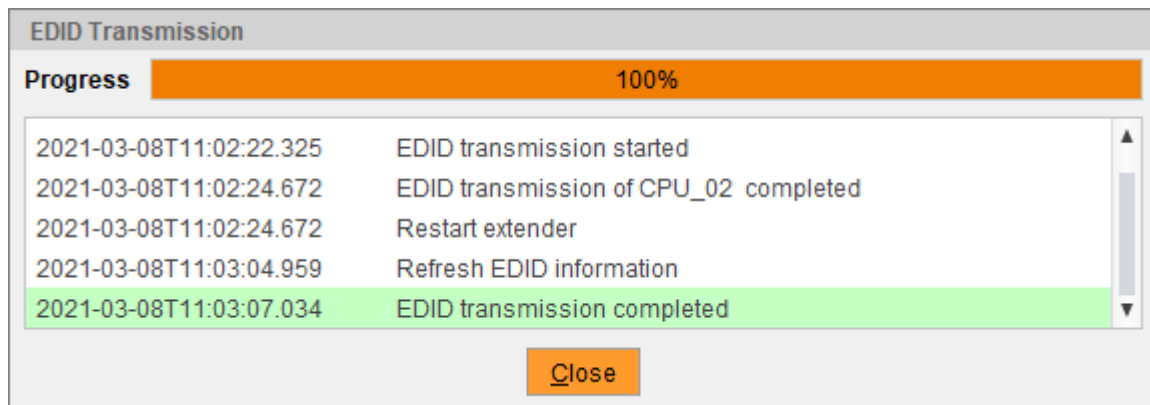 EDID Transmission
Progress 100%
2021-03-08T11:02:22.325 EDID transmission started
2021-03-08T11:02:24.672 EDID transmission of CPU_02  completed
2021-03-08T11:02:24.672 Restart extender
2021-03-08T11:03:04.959 Refresh EDID information
2021-03-08T11:03:07.034 EDID transmission completed
Close